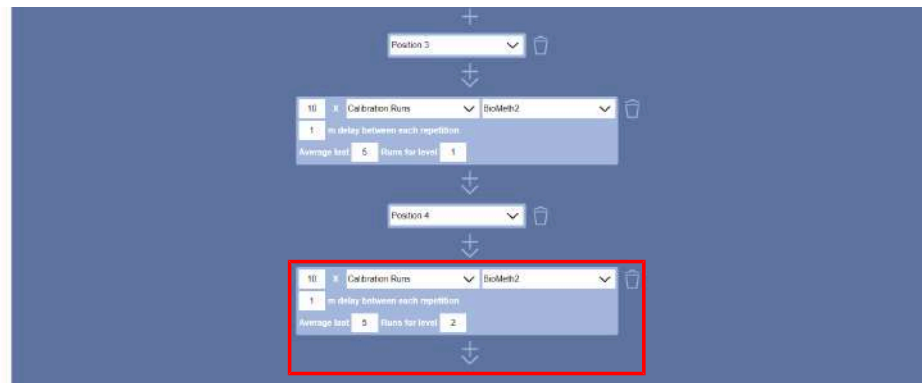 Position 3
10 X Calibration Runs BioMeth2
1 m delay between each repetition
Average last 5 Runs for level 1
Position 4
10 X Calibration Runs BioMeth2
1 m delay between each repetition
Average last 5 Runs for level 2